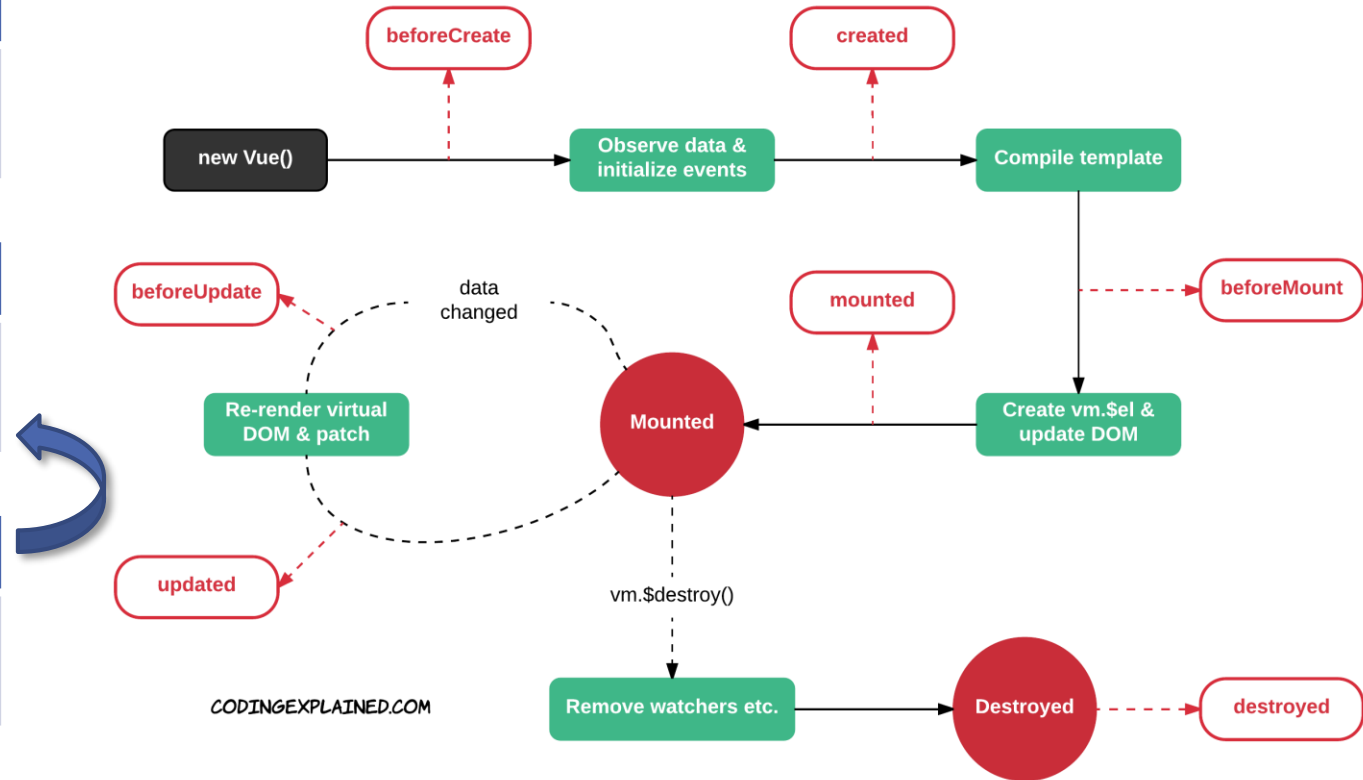 beforeCreate
created
new Vue()
Observe data &
initialize events
Compile template
beforeUpdate
data
changed
mounted
beforeMount
Re-render virtual
DOM & patch
Mounted
Create vm.$el &
update DOM
updated
vm.$destroy()
CODINGEXPLAINED.COM
Remove watchers etc.
Destroyed
destroyed